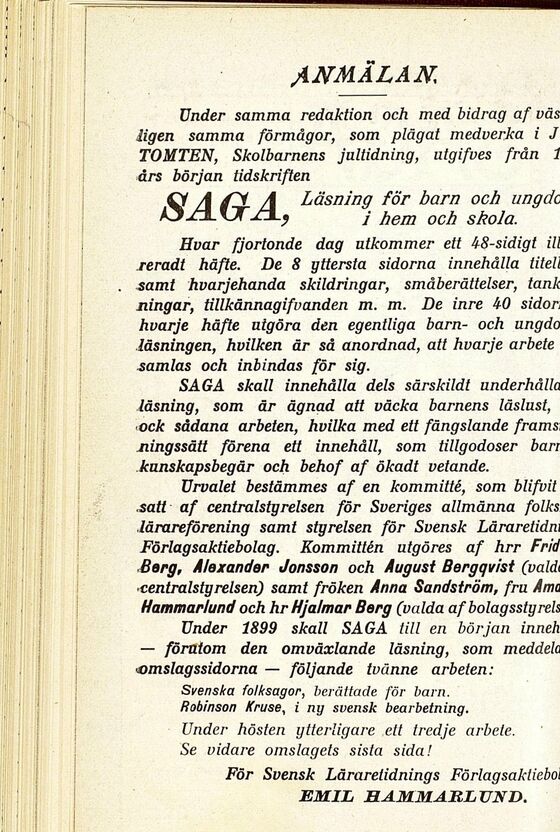 ANMÄLAN.
Under samma redaktion och med bidrag af väs
ligen samma förmågor, som plägat medverka i J
TOMTEN, Skolbarnens jultidning, utgifves från 1
års början tidskriften
SAGA, Läsning för barn och ungdo
i hem och skola.
Hvar fjortonde dag utkommer ett 48-sidigt ill
reradt häfte. De 8 yttersta sidorna innehålla titell
samt hvarjehanda skildringar, småberättelser, tank
ningar, tillkännagifvanden m. m. De inre 40 sidor
hvarje häfte utgöra den egentliga barn- och ungdo
läsningen, hvilken är så anordnad, att hvarje arbete
samlas och inbindas för sig.
SAGA skall innehålla dels särskildt underhålla
läsning, som är ägnad att väcka barnens läslust,
ock sådana arbeten, hvilka med ett fängslande frams
ningssätt förena ett innehåll, som tillgodoser barn
kunskapsbegär och behof af ökadt vetande.
Urvalet bestämmes af en kommitté, som blifvit
satt af centralstyrelsen för Sveriges allmänna folks
lärareförening samt styrelsen för Svensk Läraretidni
Förlagsaktiebolag. Kommittén utgöres af hrr Frid
Berg, Alexander Jonsson och August Bergqvist (valda
centralstyrelsen) samt fröken Anna Sandström, fru Ama
Hammarlund och hr Hjalmar Berg (valda af bolagsstyrels
Under 1899 skall SAGA till en början inneh
— förutom den omväxlande läsning, som meddela
omslagssidorna — följande tvänne arbeten:
Svenska folksagor, berättade för barn.
Robinson Kruse, i ny svensk bearbetning.
Under hösten ytterligare ett tredje arbete.
Se vidare omslagets sista sida!
För Svensk Läraretidnings Förlagsaktiebol
EMIL HAMMARLUND.